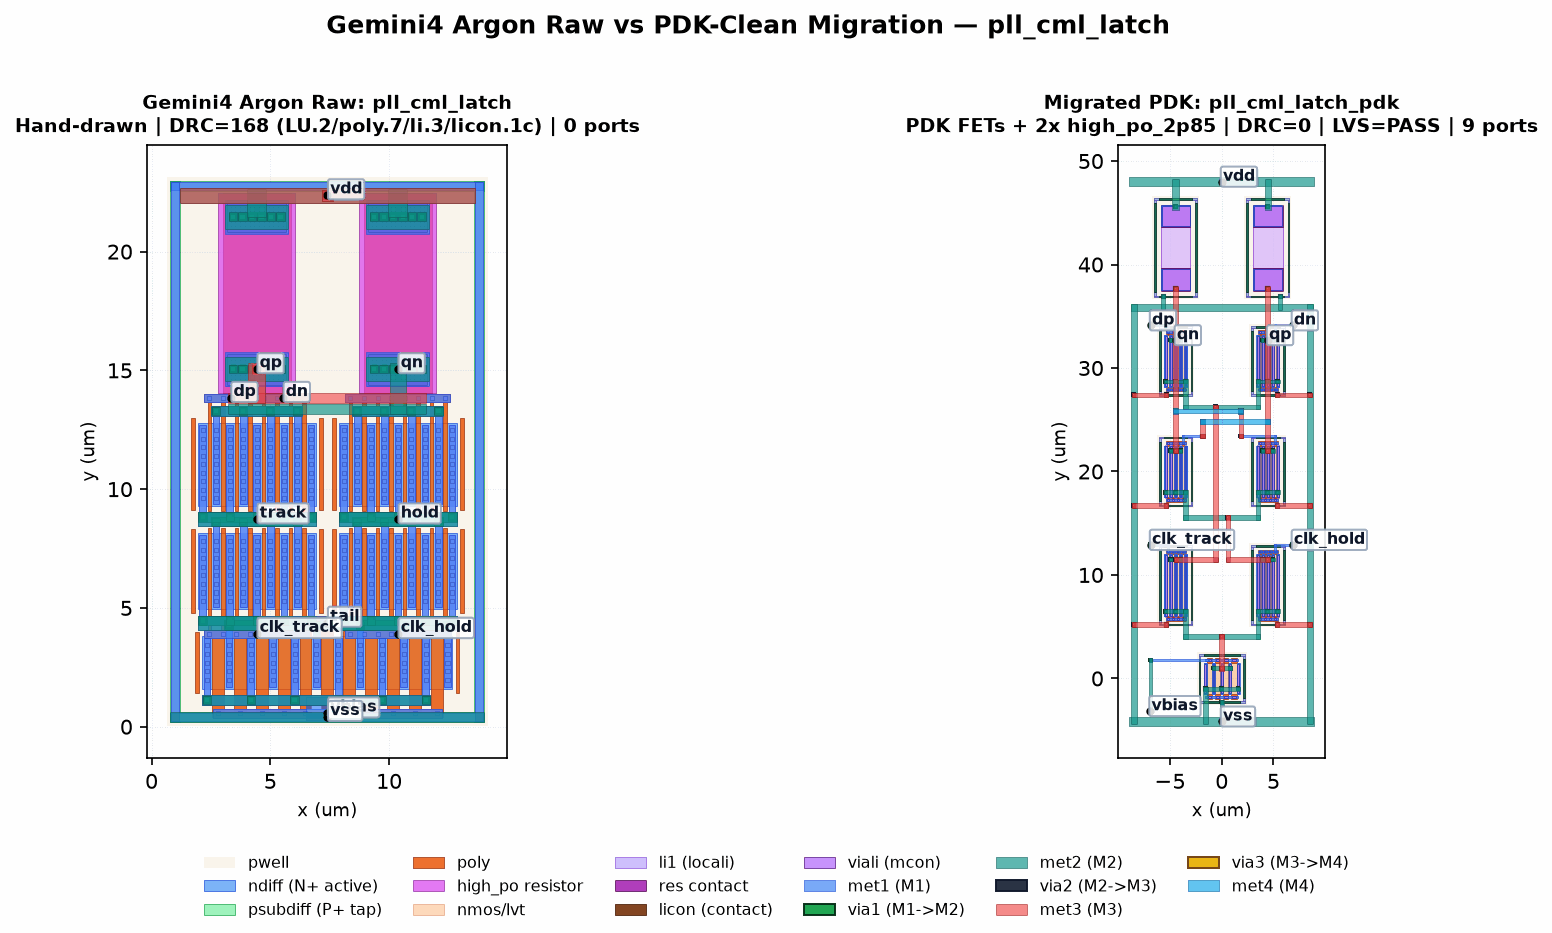 Gemini4 Argon Raw vs PDK-Clean Migration — pll_cml_latch
Gemini4 Argon Raw: pll_cml_latch
Hand-drawn | DRC=168 (LU.2/poly.7/li.3/licon.1c) | 0 ports
vdd
qp
qn
dp
dn
track
hold
tail
clk_track
clk_hold
vss
20
15
10
5
0
y (um)
0
5
10
x (um)
Migrated PDK: pll_cml_latch_pdk
PDK FETs + 2x high_po_2p85 | DRC=0 | LVS=PASS | 9 ports
vdd
dp
dn
qn
qp
clk_track
clk_hold
vbias
vss
50
40
30
20
10
0
y (um)
−5
0
5
x (um)
pwell
ndiff (N+ active)
psubdiff (P+ tap)
poly
high_po resistor
nmos/lvt
li1 (locali)
res contact
licon (contact)
viali (mcon)
met1 (M1)
via1 (M1->M2)
met2 (M2)
via2 (M2->M3)
met3 (M3)
via3 (M3->M4)
met4 (M4)